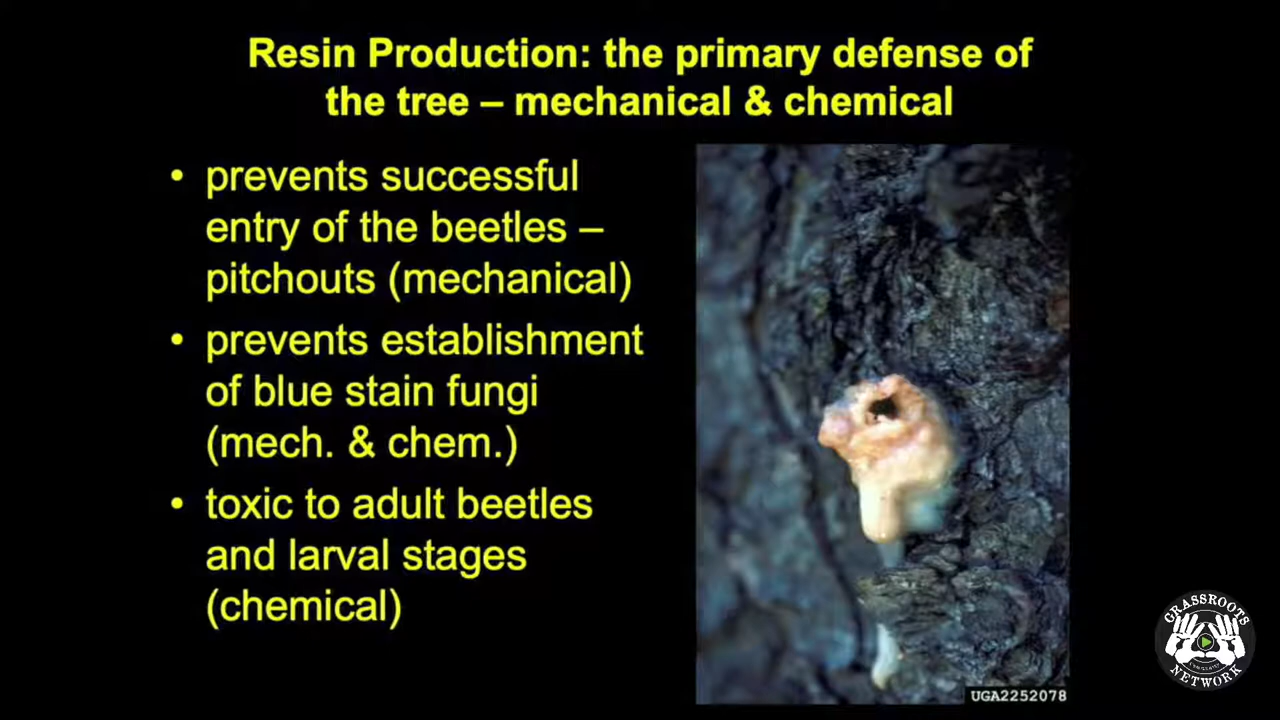 Resin Production: the primary defense of
the tree – mechanical & chemical
• prevents successful
entry of the beetles –
pitchouts (mechanical)
• prevents establishment
of blue stain fungi
(mech. & chem.)
• toxic to adult beetles
and larval stages
(chemical)
UGA2252078
GRASSROOTS
NETWORK